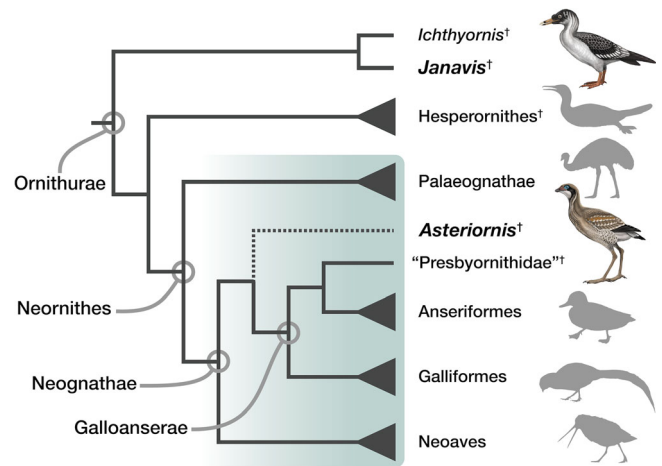 Ichthyornis†
Janavis†
Hesperornithes†
Ornithurae
Palaeognathae
Asteriornis†
“Presbyornithidae”†
Neornithes
Anseriformes
Neognathae
Galliformes
Galloanserae
Neoaves